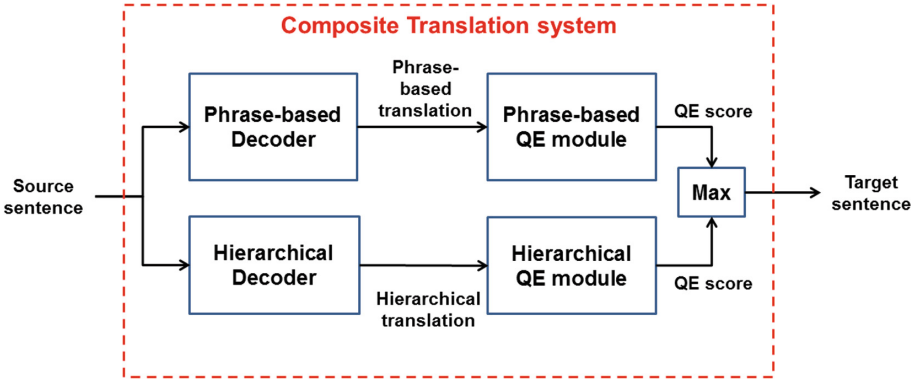 Composite Translation system
Phrase-
based
translation
Phrase-based
Decoder
Phrase-based
QE module
QE score
Source
sentence
Max
Target
sentence
Hierarchical
Decoder
Hierarchical
translation
Hierarchical
QE module
QE score